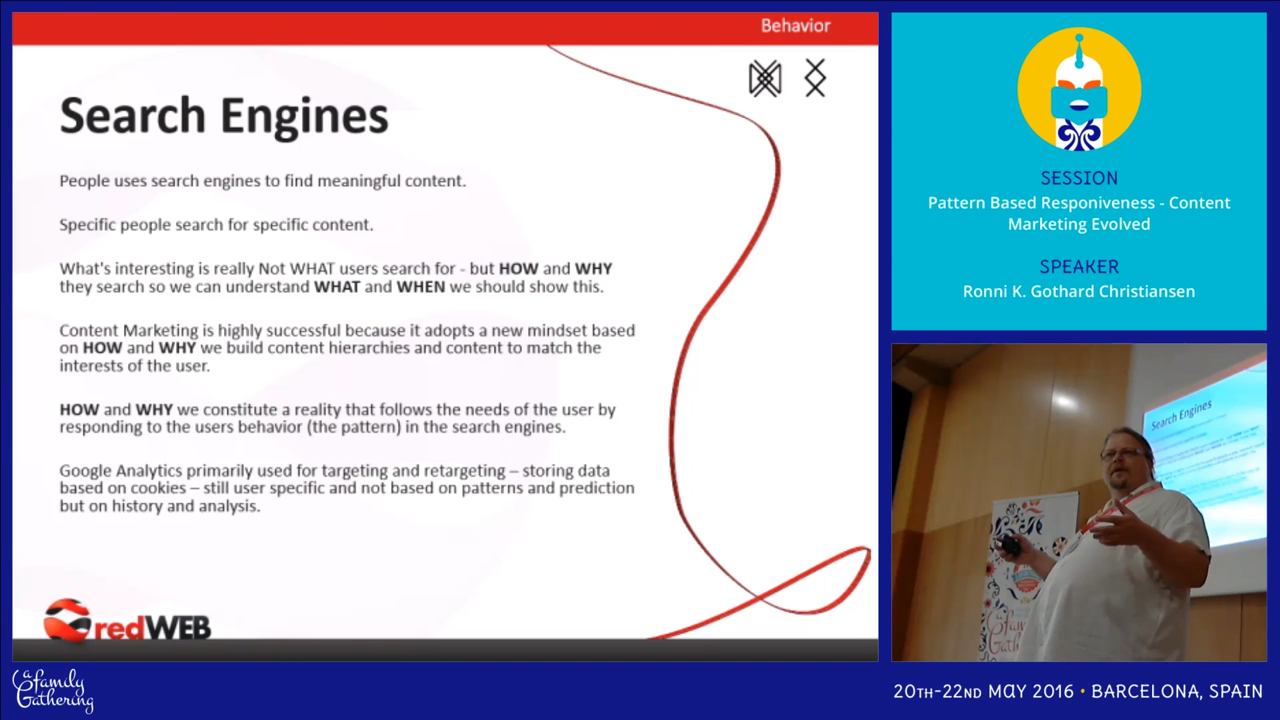 Behavior
Search Engines
People uses search engines to find meaningful content.
Specific people search for specific content.
What's interesting is really Not WHAT users search for - but HOW and WHY
they search so we can understand WHAT and WHEN we should show this.
Content Marketing is highly successful because it adopts a new mindset based
on HOW and WHY we build content hierarchies and content to match the
interests of the user.
HOW and WHY we constitute a reality that follows the needs of the user by
responding to the users behavior (the pattern) in the search engines.
Google Analytics primarily used for targeting and retargeting – storing data
based on cookies – still user specific and not based on patterns and prediction
but on history and analysis.
redWEB
SESSION
Pattern Based Responiveness - Content
Marketing Evolved
SPEAKER
Ronni K. Gothard Christiansen
Search Engines
a family
Gathering
20TH-22ND MAY 2016 • BARCELONA, SPAIN